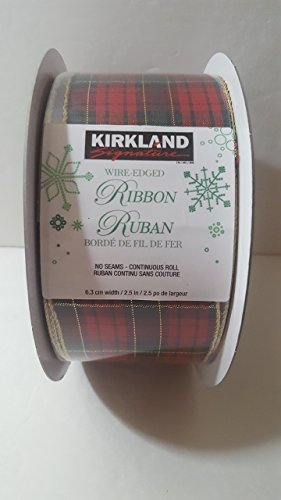 KIRKLAND
Signature
WIRE-EDGED
RIBBON
RUBAN
BORDÉ DE FIL DE FER
NO SEAMS - CONTINUOUS ROLL
RUBAN CONTINU SANS COUTURE
6.3 cm width / 2.5 in / 2.5 po de largeur